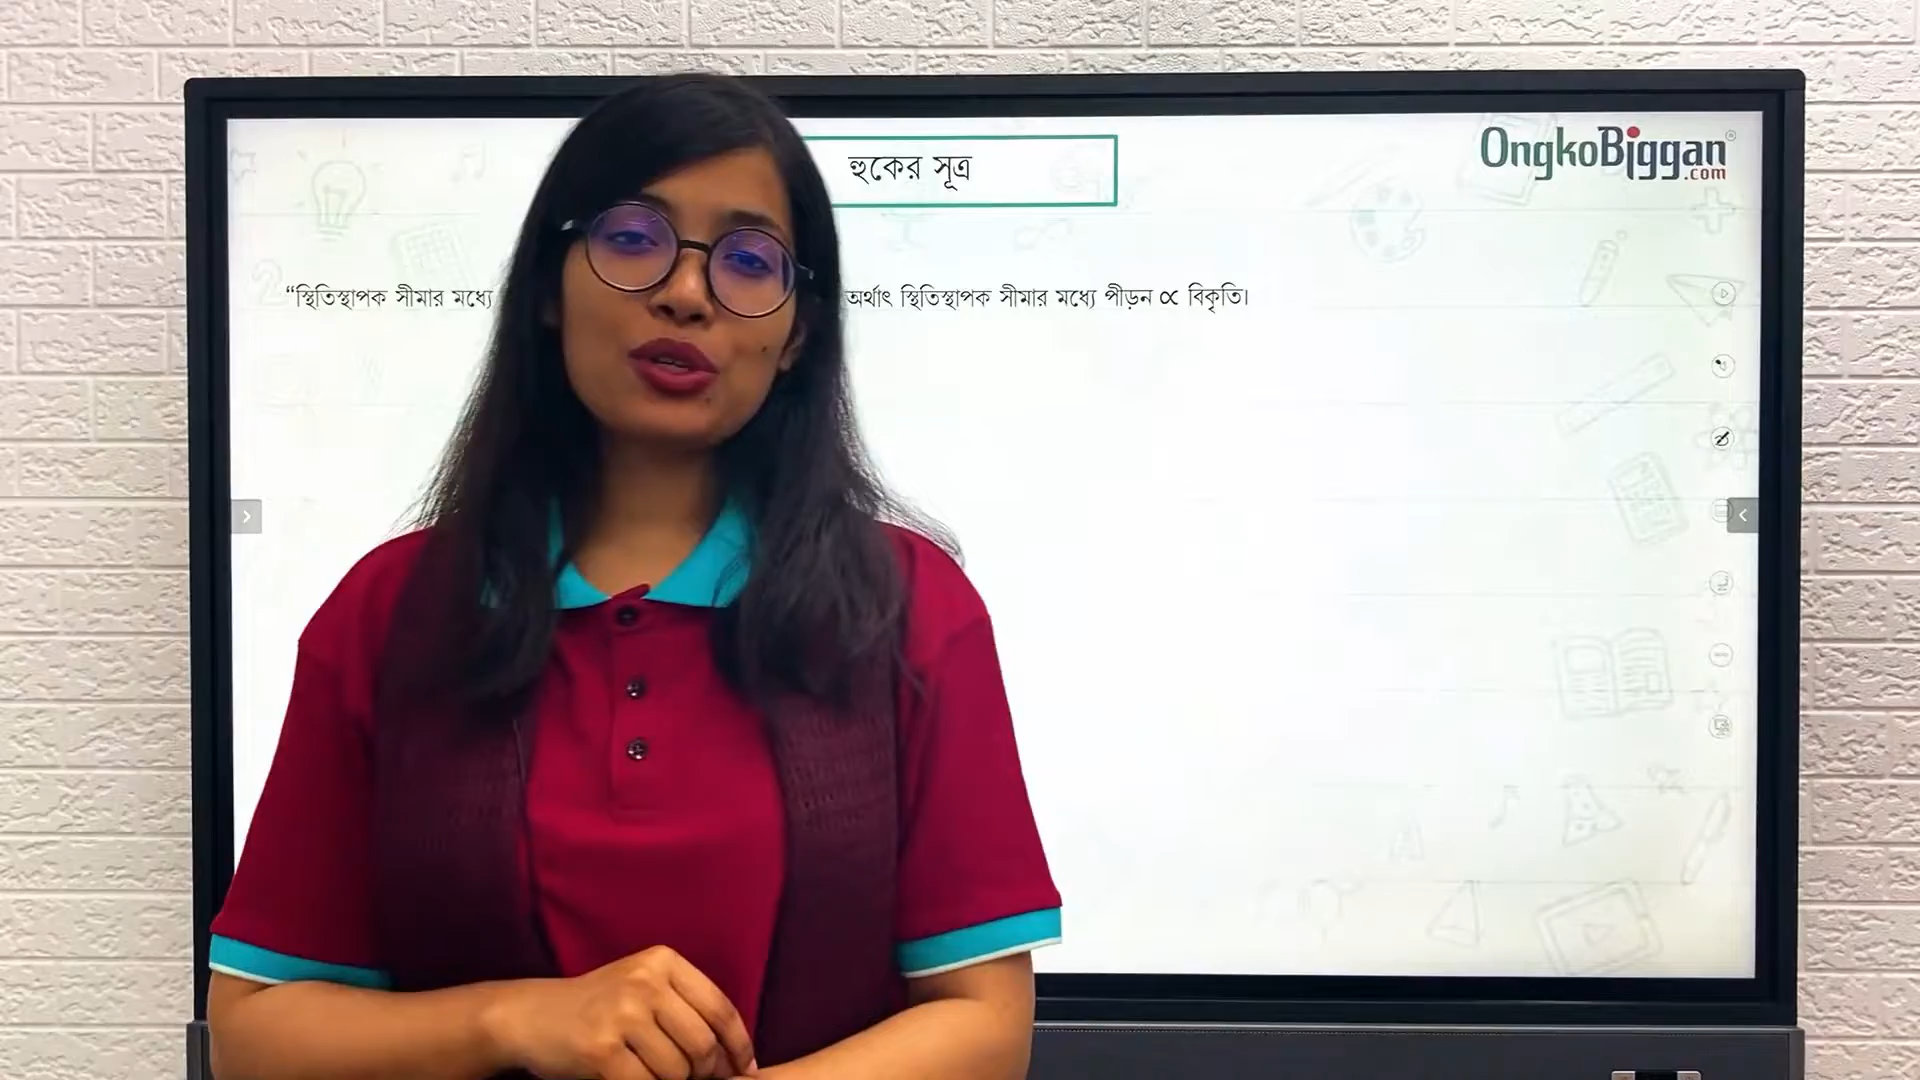 হুকের সূত্র
OngkoBiggan®
.com
“স্থিতিস্থাপক সীমার মধ্যে অর্থাৎ স্থিতিস্থাপক সীমার মধ্যে পীড়ন ∝ বিকৃতি।